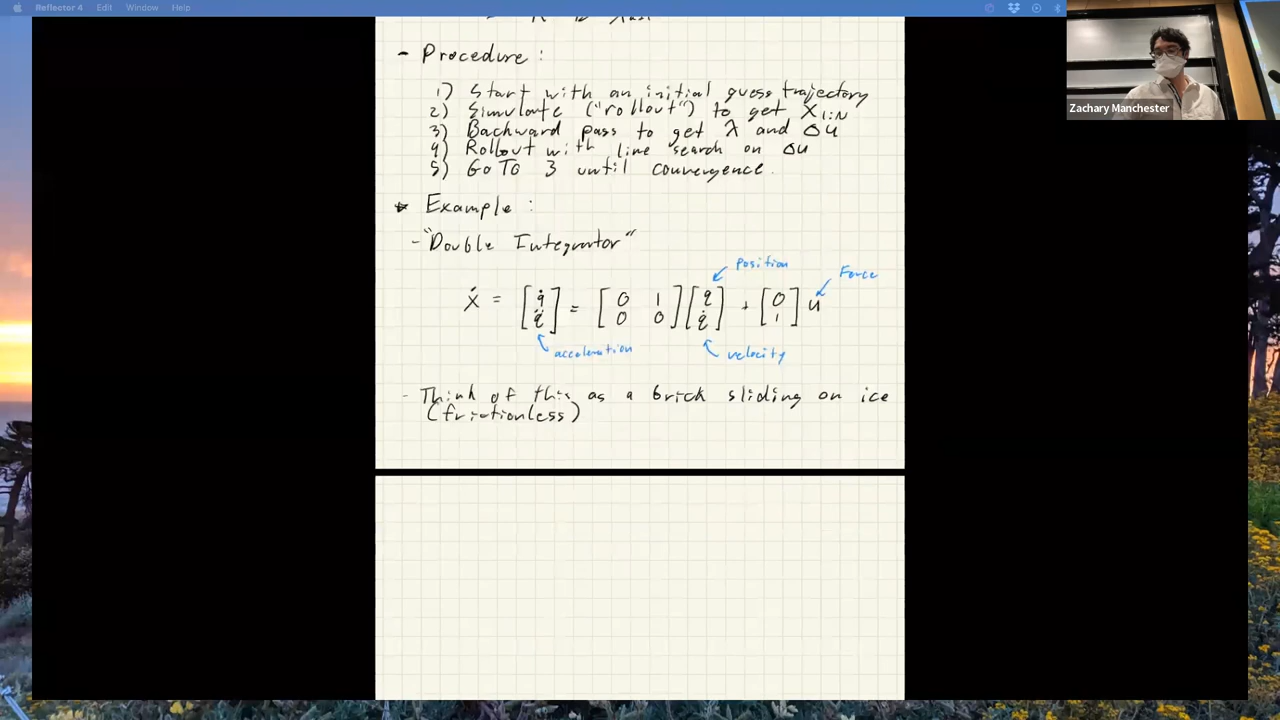 Reflector 4 Edit Window Help
Zachary Manchester
- Procedure :
1) Start with an initial guess trajectory
2) Simulate ("rollout") to get X1:N
3) Backward pass to get λ and Δu
4) Rollout with line search on Δu
5) Go To 3 until convergence.
* Example :
- "Double Integrator"
position
Force
ẋ = [q̇ q̈] = [0 1 0 0] [q q̇] + [0 1] u
acceleration
velocity
- Think of this as a brick sliding on ice
(frictionless)